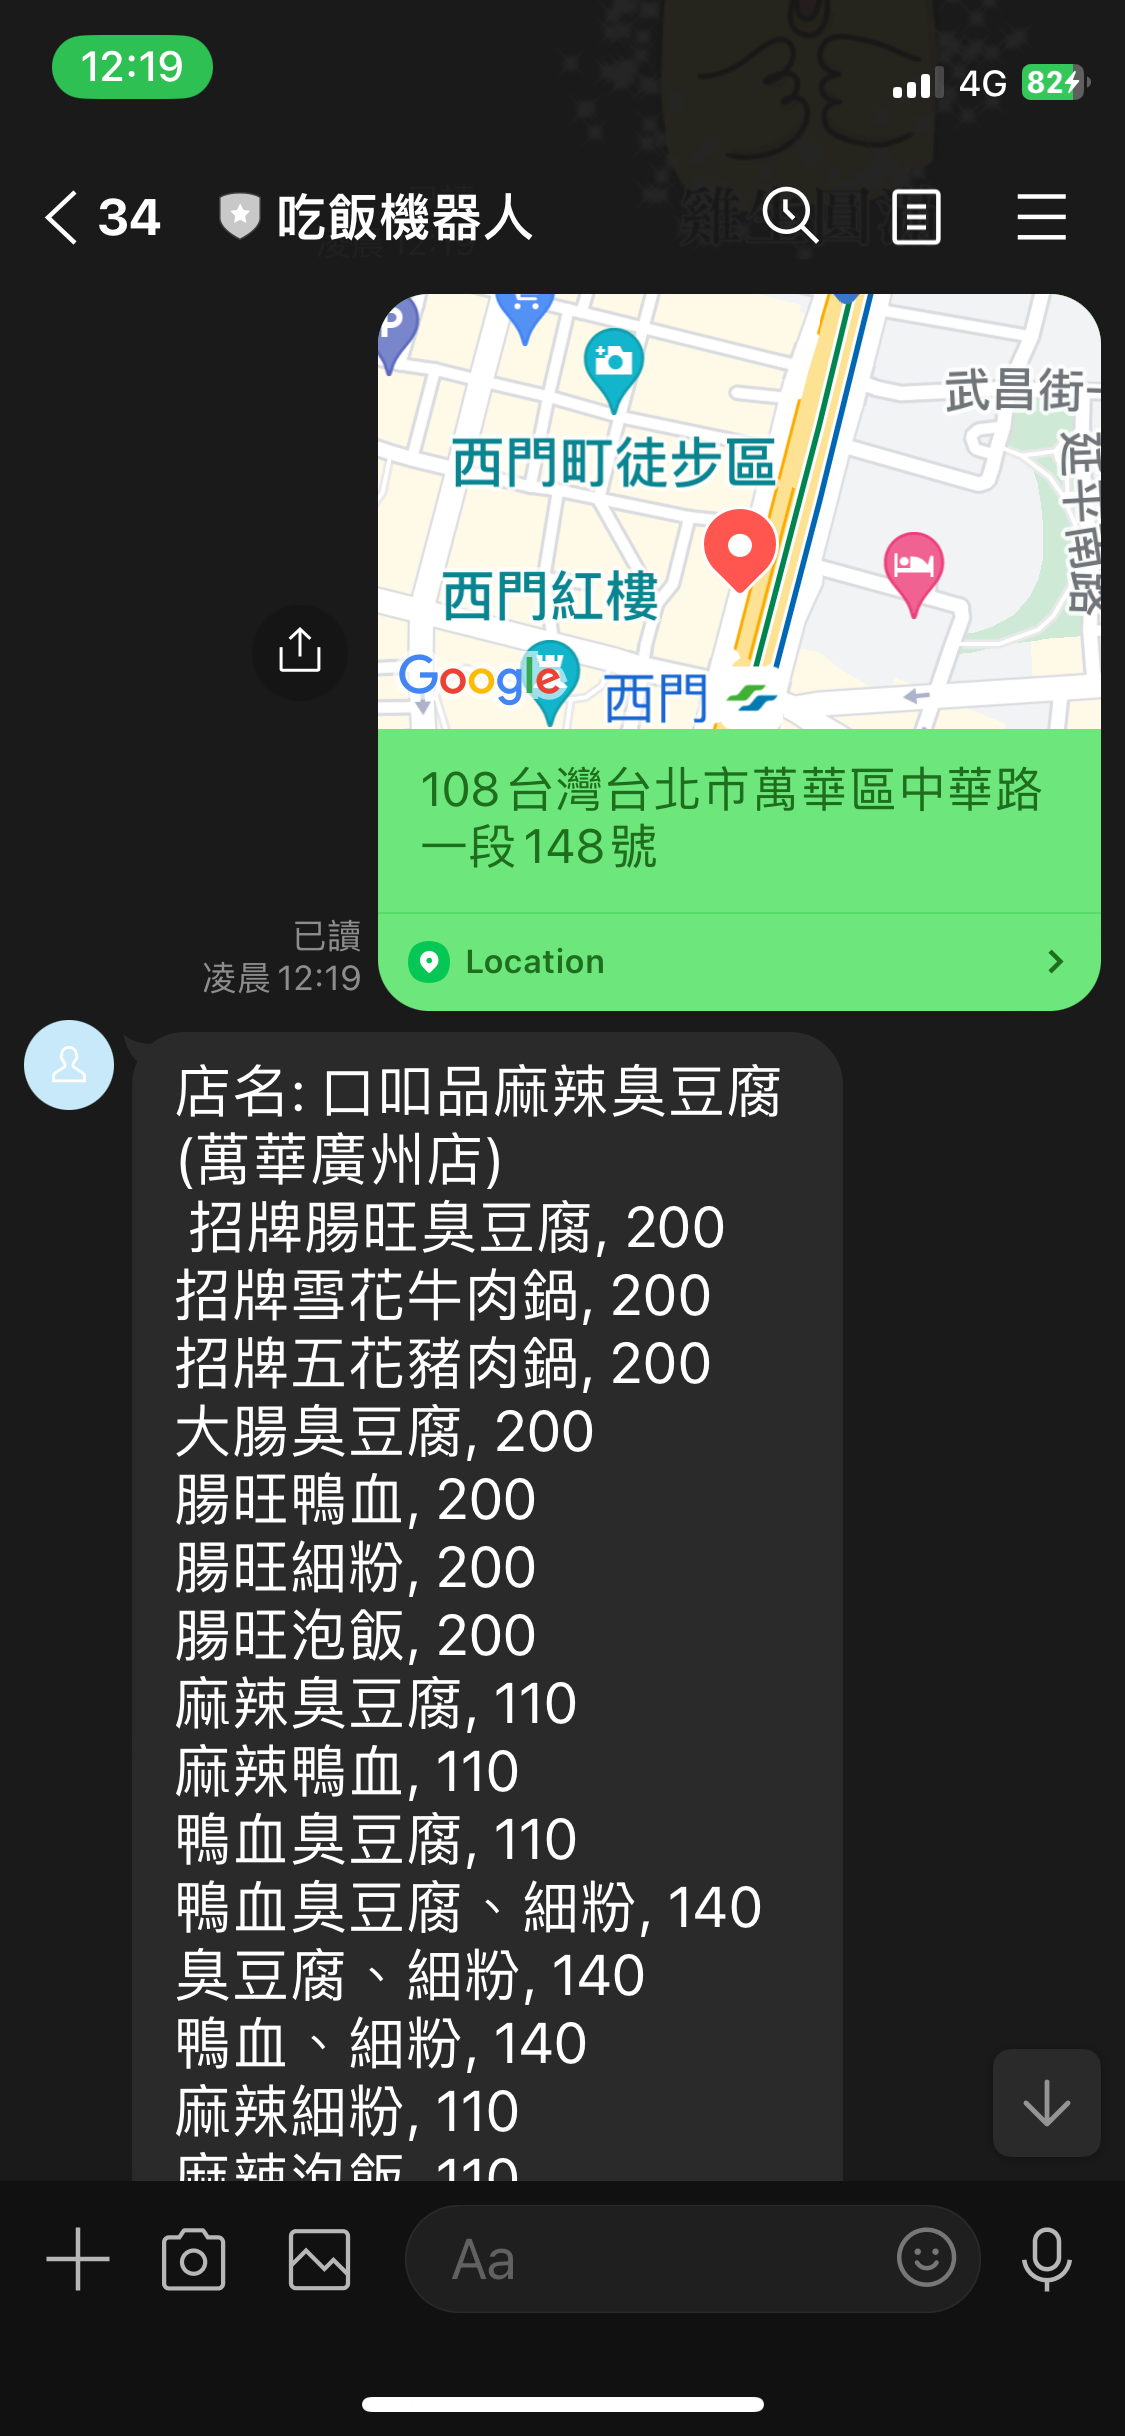 12:19
4G 82
34 吃飯機器人
武昌街一
延平南路
西門町徒步區
西門紅樓
Google
西門
108台灣台北市萬華區中華路
一段148號
Location
已讀
凌晨 12:19
店名: 口吅品麻辣臭豆腐
(萬華廣州店)
招牌腸旺臭豆腐, 200
招牌雪花牛肉鍋, 200
招牌五花豬肉鍋, 200
大腸臭豆腐, 200
腸旺鴨血, 200
腸旺細粉, 200
腸旺泡飯, 200
麻辣臭豆腐, 110
麻辣鴨血, 110
鴨血臭豆腐, 110
鴨血臭豆腐、細粉, 140
臭豆腐、細粉, 140
鴨血、細粉, 140
麻辣細粉, 110
麻辣泡飯, 110
Aa